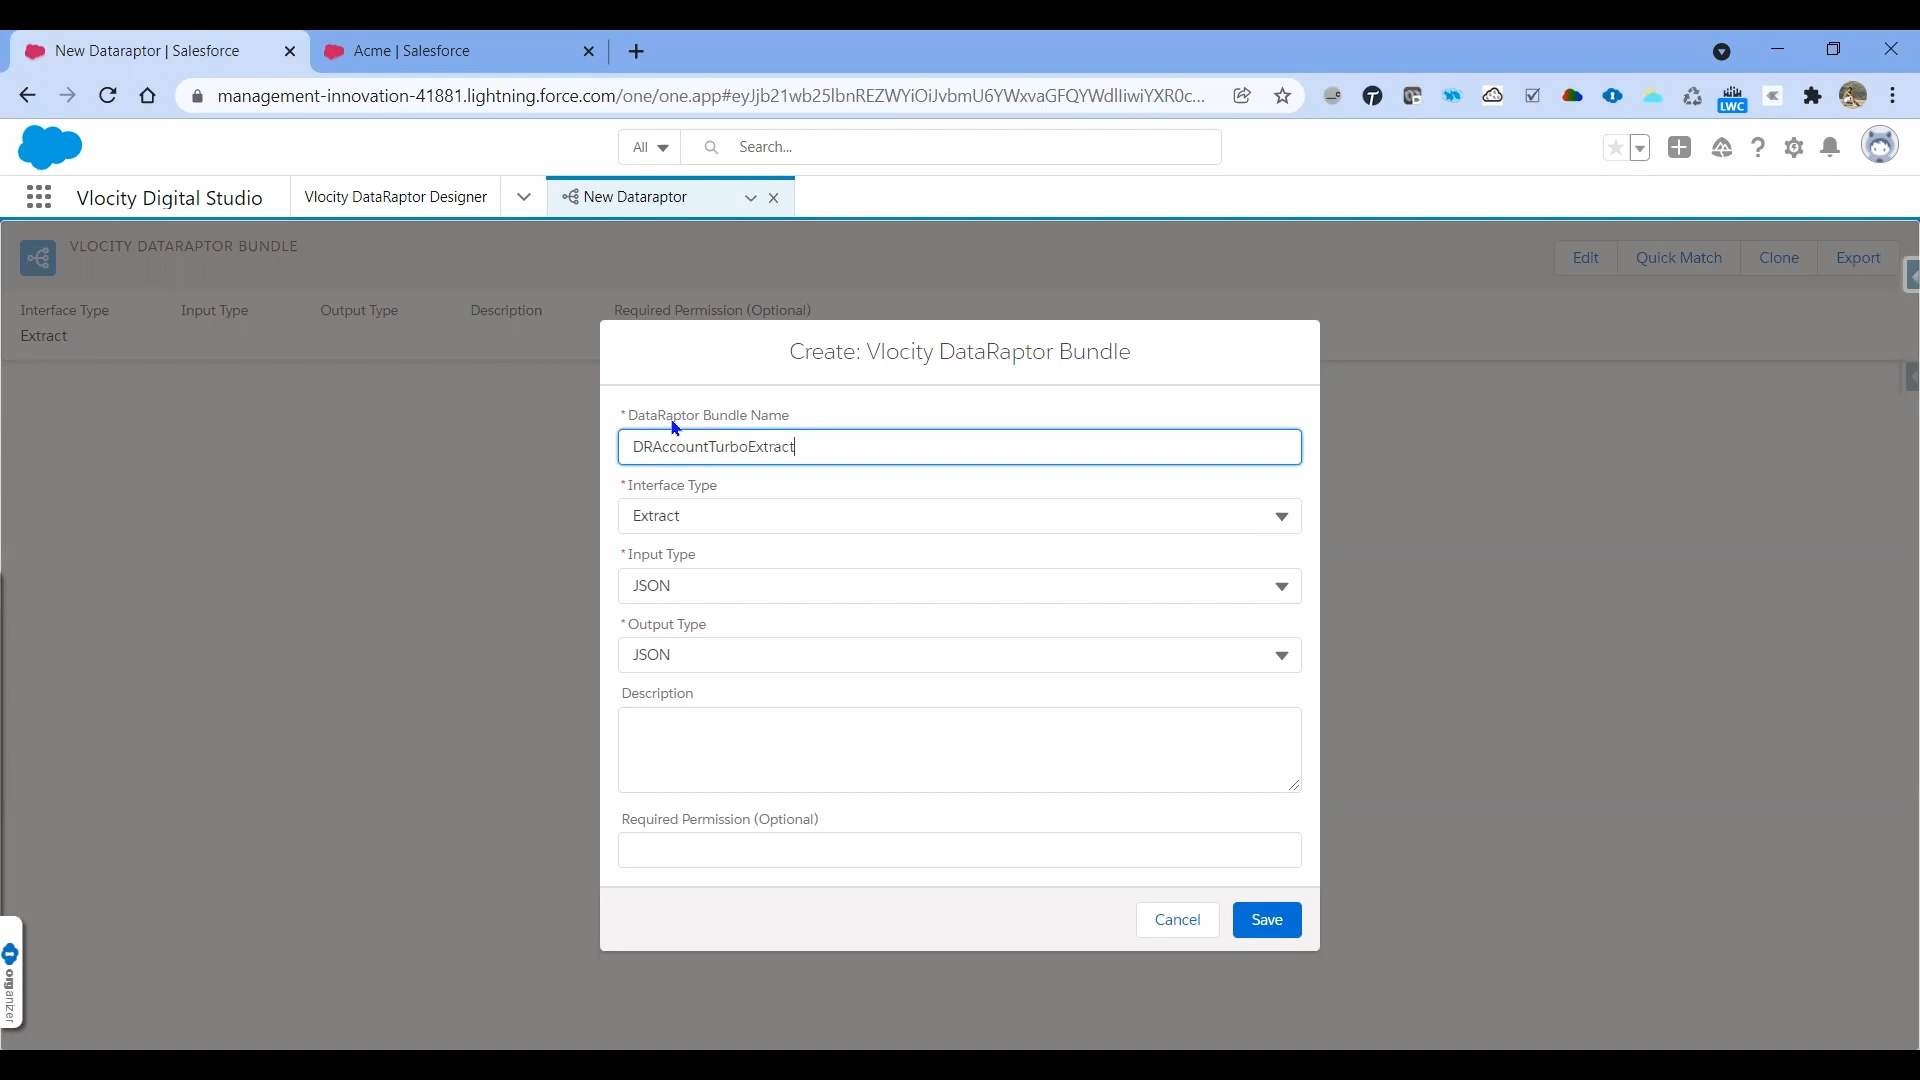 New Dataraptor | Salesforce
Acme | Salesforce
management-innovation-41881.lightning.force.com/one/one.app#eyJjb21wb25lbnREZWYiOiJvbmU6YWxvaGFQYWdlIiwiYXR0c...
LWC
All
Search...
Vlocity Digital Studio
Vlocity DataRaptor Designer
New Dataraptor
VLOCITY DATARAPTOR BUNDLE
Edit
Quick Match
Clone
Export
Interface Type
Input Type
Output Type
Description
Required Permission (Optional)
Extract
Create: Vlocity DataRaptor Bundle
*DataRaptor Bundle Name
DRAccountTurboExtract
*Interface Type
Extract
*Input Type
JSON
*Output Type
JSON
Description
Required Permission (Optional)
Cancel
Save
organizer